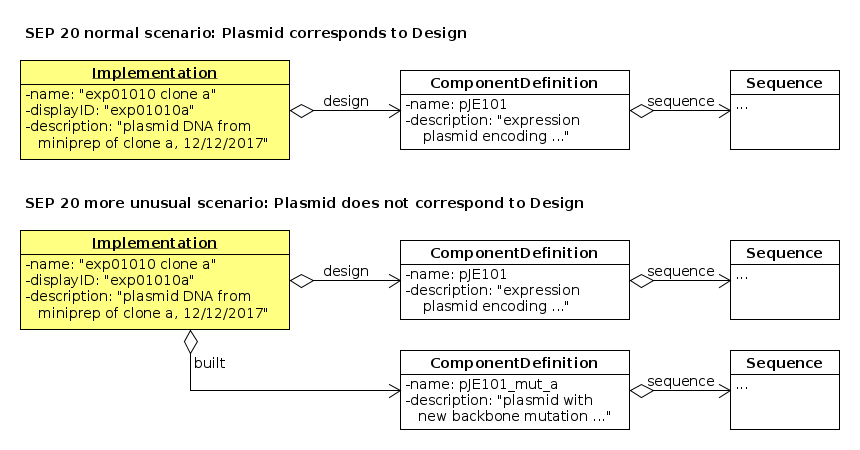 SEP 20 normal scenario: Plasmid corresponds to Design
Implementation
-name: "exp01010 clone a"
-displayID: "exp01010a"
-description: "plasmid DNA from
miniprep of clone a, 12/12/2017"
design
ComponentDefinition
-name: pJE101
-description: "expression
plasmid encoding ..."
sequence
Sequence
...
SEP 20 more unusual scenario: Plasmid does not correspond to Design
Implementation
-name: "exp01010 clone a"
-displayID: "exp01010a"
-description: "plasmid DNA from
miniprep of clone a, 12/12/2017"
design
ComponentDefinition
-name: pJE101
-description: "expression
plasmid encoding ..."
sequence
Sequence
...
built
ComponentDefinition
-name: pJE101_mut_a
-description: "plasmid with
new backbone mutation ..."
sequence
Sequence
...